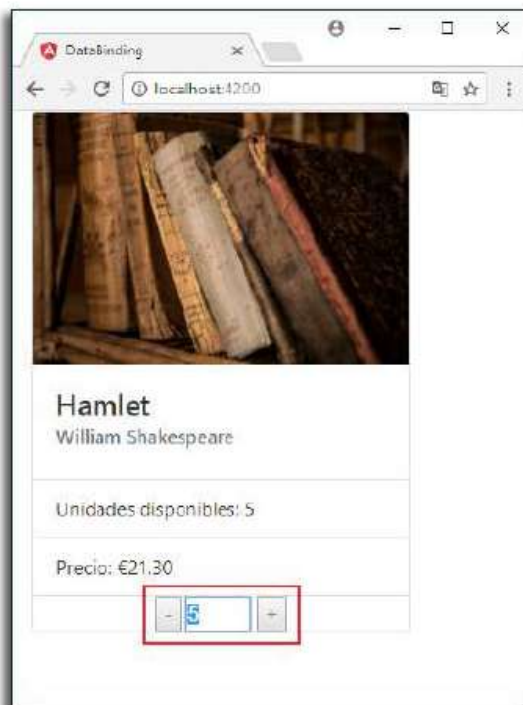 DataBinding
localhost:4200
Hamlet
William Shakespeare
Unidades disponibles: 5
Precio: €21.30
- 5 +